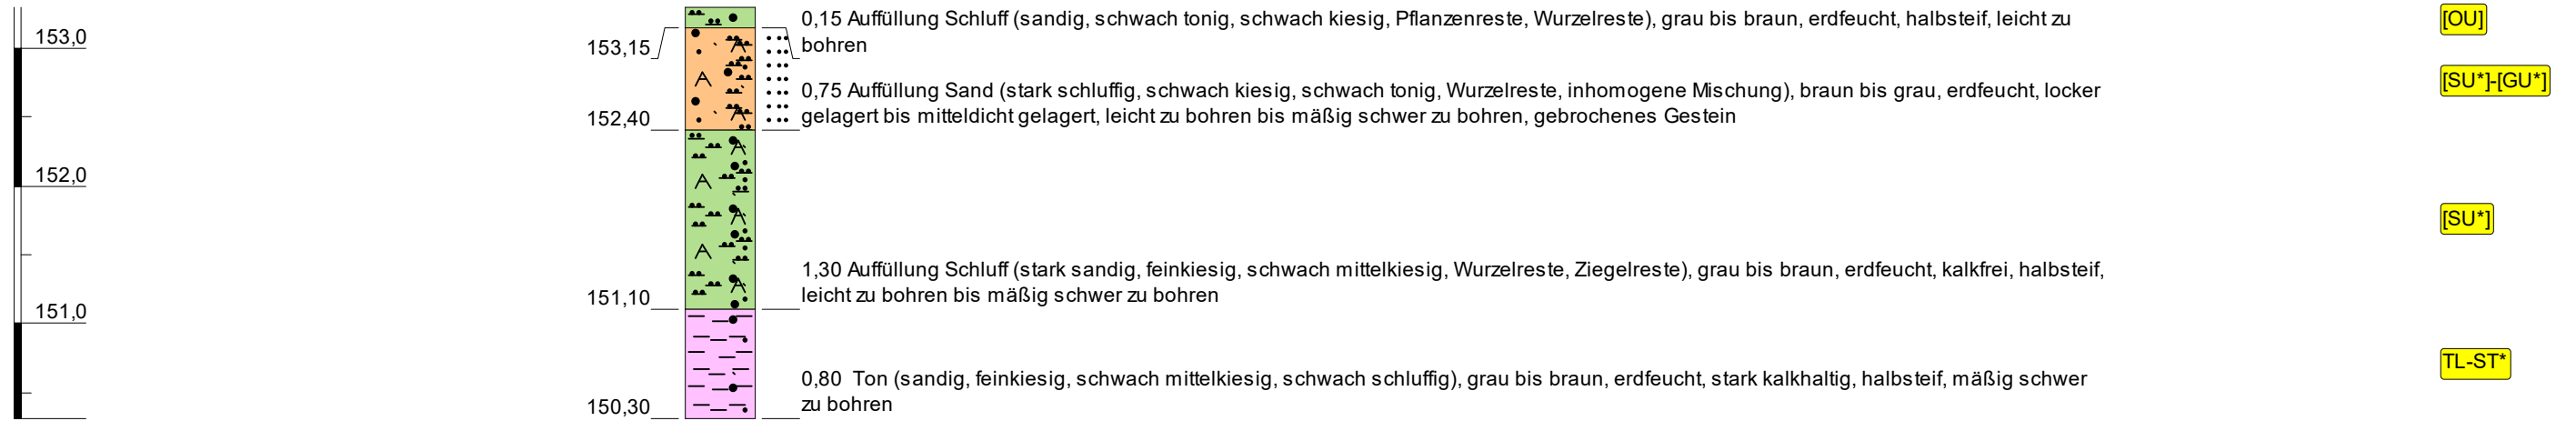 0,15 Auffüllung Schluff (sandig, schwach tonig, schwach kiesig, Pflanzenreste, Wurzelreste), grau bis braun, erdfeucht, halbsteif, leicht zu
bohren
[OU]
153,0
153,15
0,75 Auffüllung Sand (stark schluffig, schwach kiesig, schwach tonig, Wurzelreste, inhomogene Mischung), braun bis grau, erdfeucht, locker
gelagert bis mitteldicht gelagert, leicht zu bohren bis mäßig schwer zu bohren, gebrochenes Gestein
[SU*]-[GU*]
152,40
152,0
[SU*]
1,30 Auffüllung Schluff (stark sandig, feinkiesig, schwach mittelkiesig, Wurzelreste, Ziegelreste), grau bis braun, erdfeucht, kalkfrei, halbsteif,
leicht zu bohren bis mäßig schwer zu bohren
151,10
151,0
TL-ST*
0,80 Ton (sandig, feinkiesig, schwach mittelkiesig, schwach schluffig), grau bis braun, erdfeucht, stark kalkhaltig, halbsteif, mäßig schwer
zu bohren
150,30